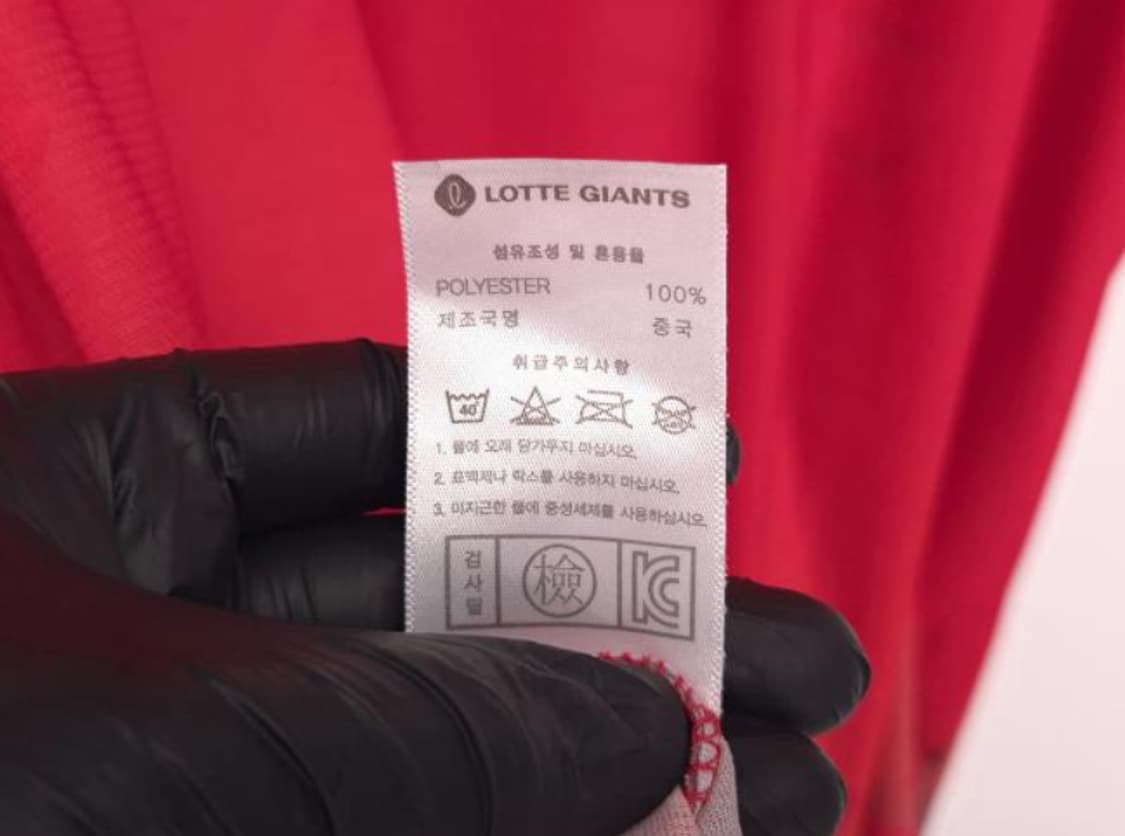 LOTTE GIANTS
섬유조성 및 혼용율
POLYESTER 100%
제조국명 중국
취급주의사항
40
1. 물에 오래 담가두지 마십시오.
2. 표백제나 락스를 사용하지 마십시오.
3. 미지근한 물에 중성세제를 사용하십시오.
검사필 檢 KC